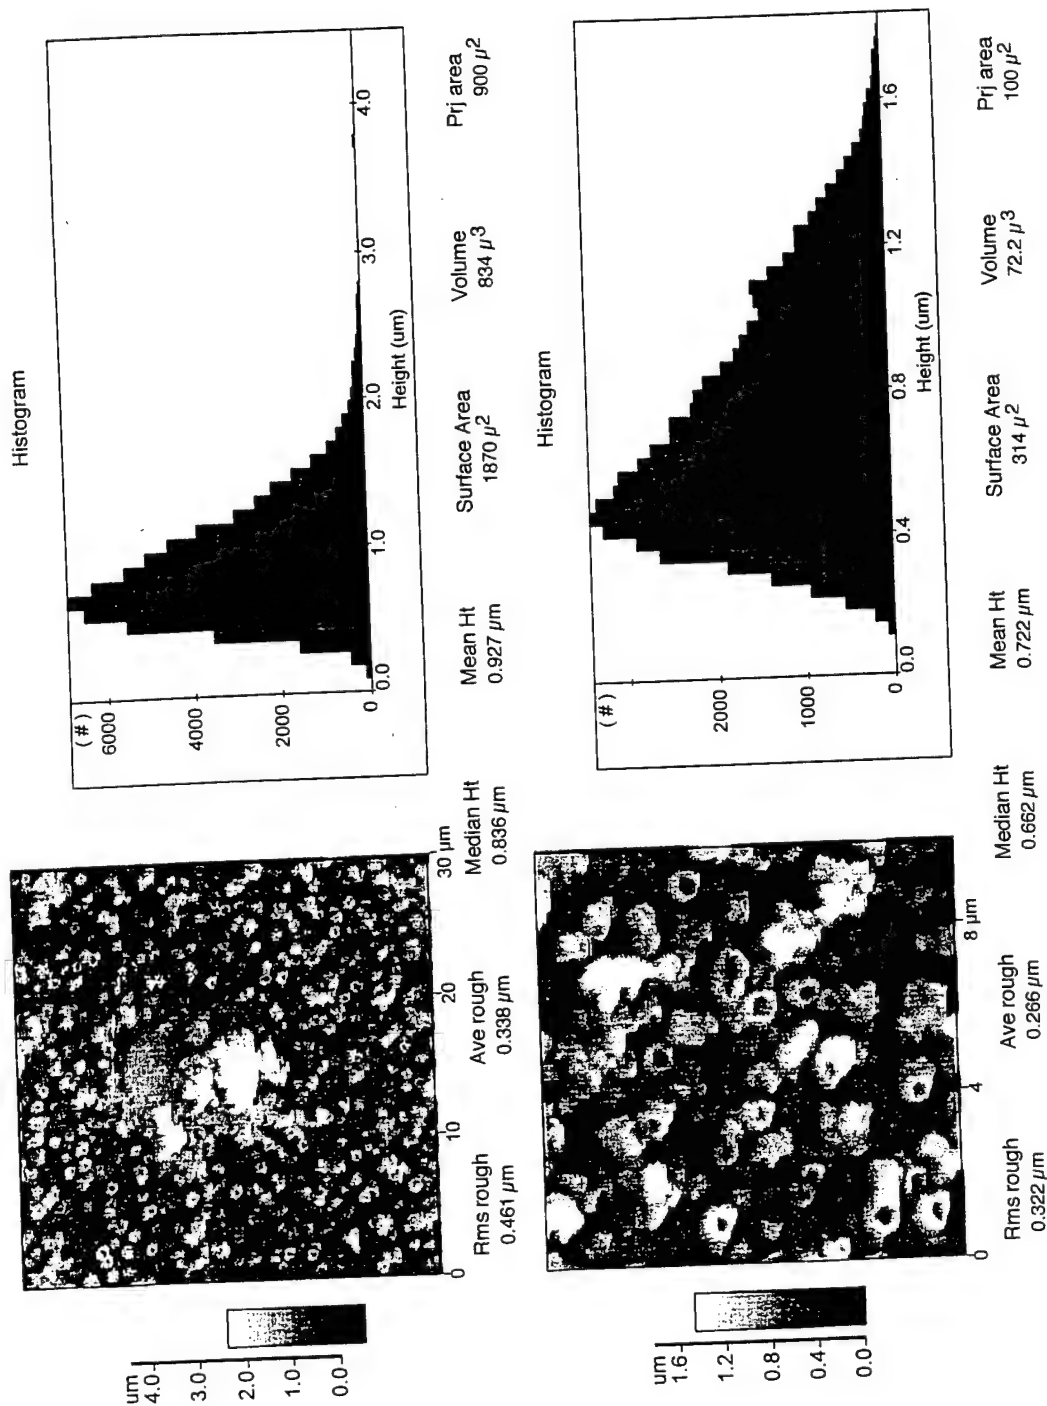 Histogram
um
4.0
3.0
2.0
1.0
0.0
0
10
20
30 μm
(#)
6000
4000
2000
0
0.0
1.0
2.0
3.0
4.0
Height (um)
Rms rough
0.461 μm
Ave rough
0.338 μm
Median Ht
0.836 μm
Mean Ht
0.927 μm
Surface Area
1870 μ2
Volume
834 μ3
Prj area
900 μ2
Histogram
um
1.6
1.2
0.8
0.4
0.0
0
4
8 μm
(#)
2000
1000
0
0.0
0.4
0.8
1.2
1.6
Height (um)
Rms rough
0.322 μm
Ave rough
0.266 μm
Median Ht
0.662 μm
Mean Ht
0.722 μm
Surface Area
314 μ2
Volume
72.2 μ3
Prj area
100 μ2